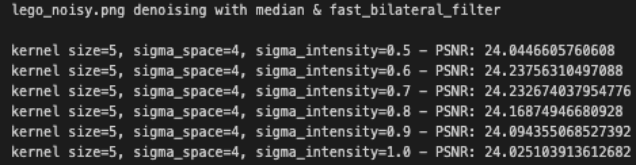 lego_noisy.png denoising with median & fast_bilateral_filter
kernel size=5, sigma_space=4, sigma_intensity=0.5 – PSNR: 24.0446605760608
kernel size=5, sigma_space=4, sigma_intensity=0.6 – PSNR: 24.23756310497088
kernel size=5, sigma_space=4, sigma_intensity=0.7 – PSNR: 24.232674037954776
kernel size=5, sigma_space=4, sigma_intensity=0.8 – PSNR: 24.16874946680928
kernel size=5, sigma_space=4, sigma_intensity=0.9 – PSNR: 24.094355068527392
kernel size=5, sigma_space=4, sigma_intensity=1.0 – PSNR: 24.025103913612682